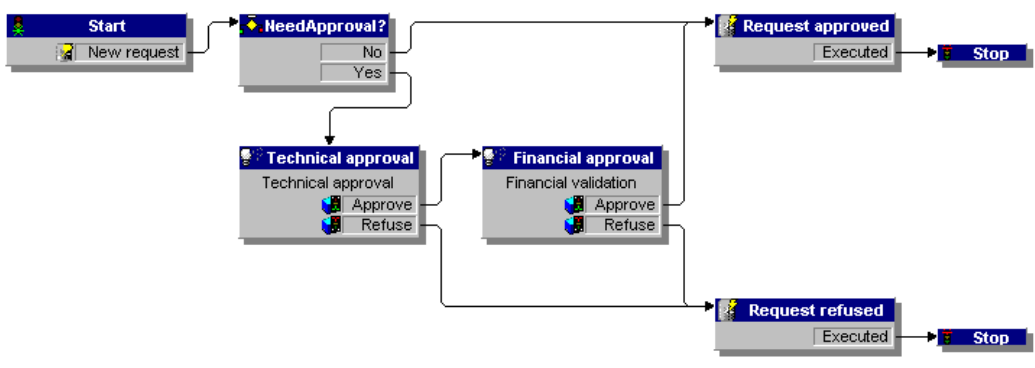 Start
New request
NeedApproval?
No
Yes
Request approved
Executed
Stop
Technical approval
Technical approval
Approve
Refuse
Financial approval
Financial validation
Approve
Refuse
Request refused
Executed
Stop